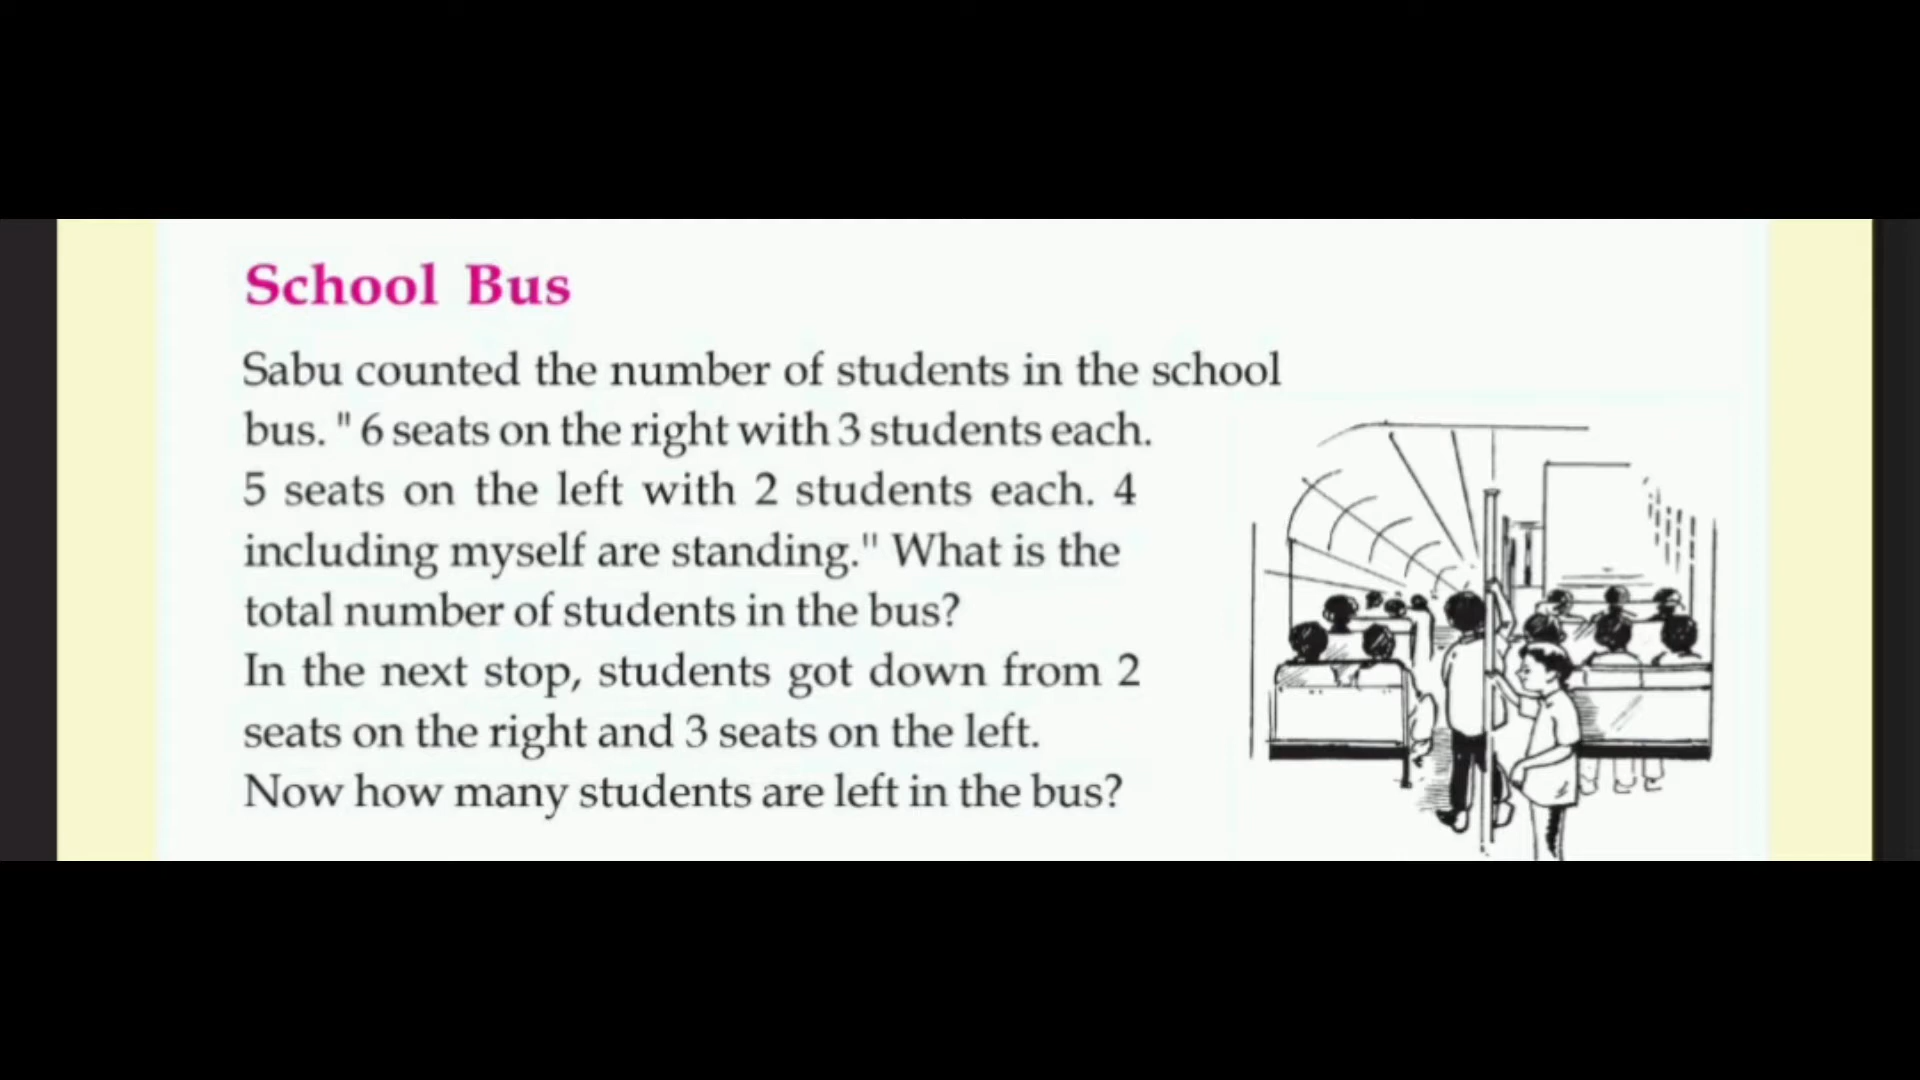 School Bus
Sabu counted the number of students in the school
bus. " 6 seats on the right with 3 students each.
5 seats on the left with 2 students each. 4
including myself are standing." What is the
total number of students in the bus?
In the next stop, students got down from 2
seats on the right and 3 seats on the left.
Now how many students are left in the bus?